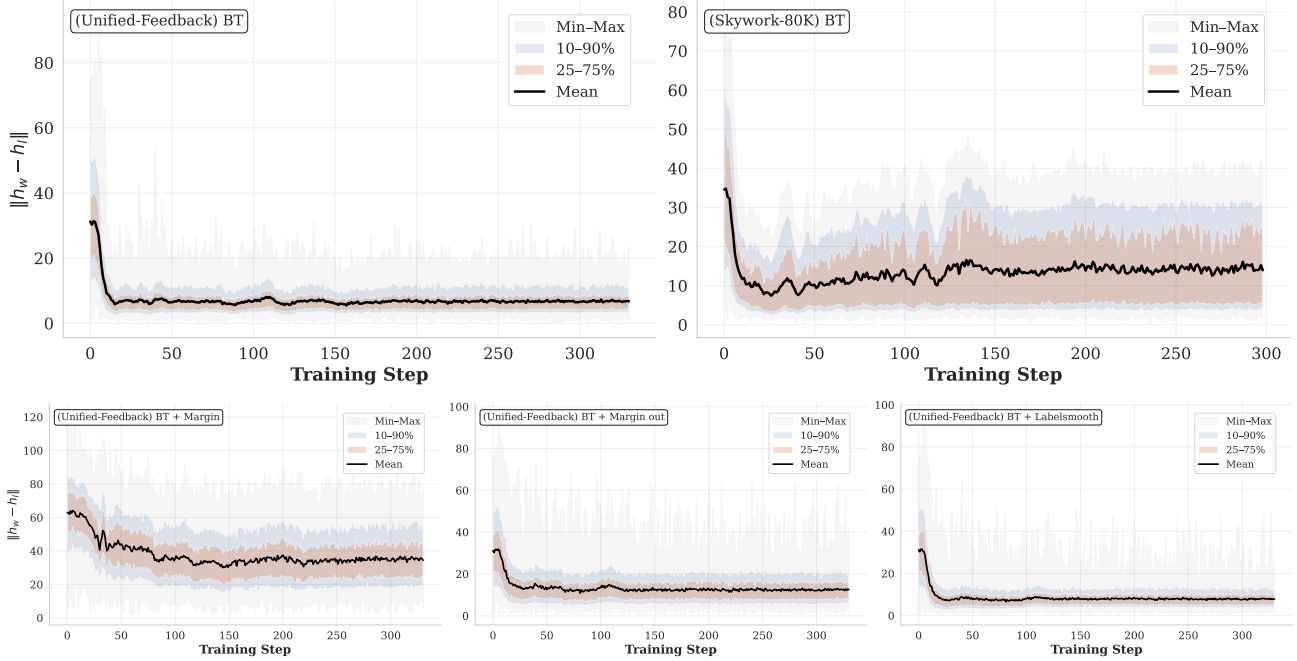 (Unified-Feedback) BT
Min–Max
10–90%
25–75%
Mean
80
60
40
20
0
‖h_w − h_l‖
0 50 100 150 200 250 300
Training Step
(Skywork-80K) BT
Min–Max
10–90%
25–75%
Mean
80
70
60
50
40
30
20
10
0
0 50 100 150 200 250 300
Training Step
(Unified-Feedback) BT + Margin
Min–Max
10–90%
25–75%
Mean
120
100
80
60
40
20
0
‖h_w − h_l‖
0 50 100 150 200 250 300
Training Step
(Unified-Feedback) BT + Margin out
Min–Max
10–90%
25–75%
Mean
100
80
60
40
20
0
0 50 100 150 200 250 300
Training Step
(Unified-Feedback) BT + Labelsmooth
Min–Max
10–90%
25–75%
Mean
100
80
60
40
20
0
0 50 100 150 200 250 300
Training Step